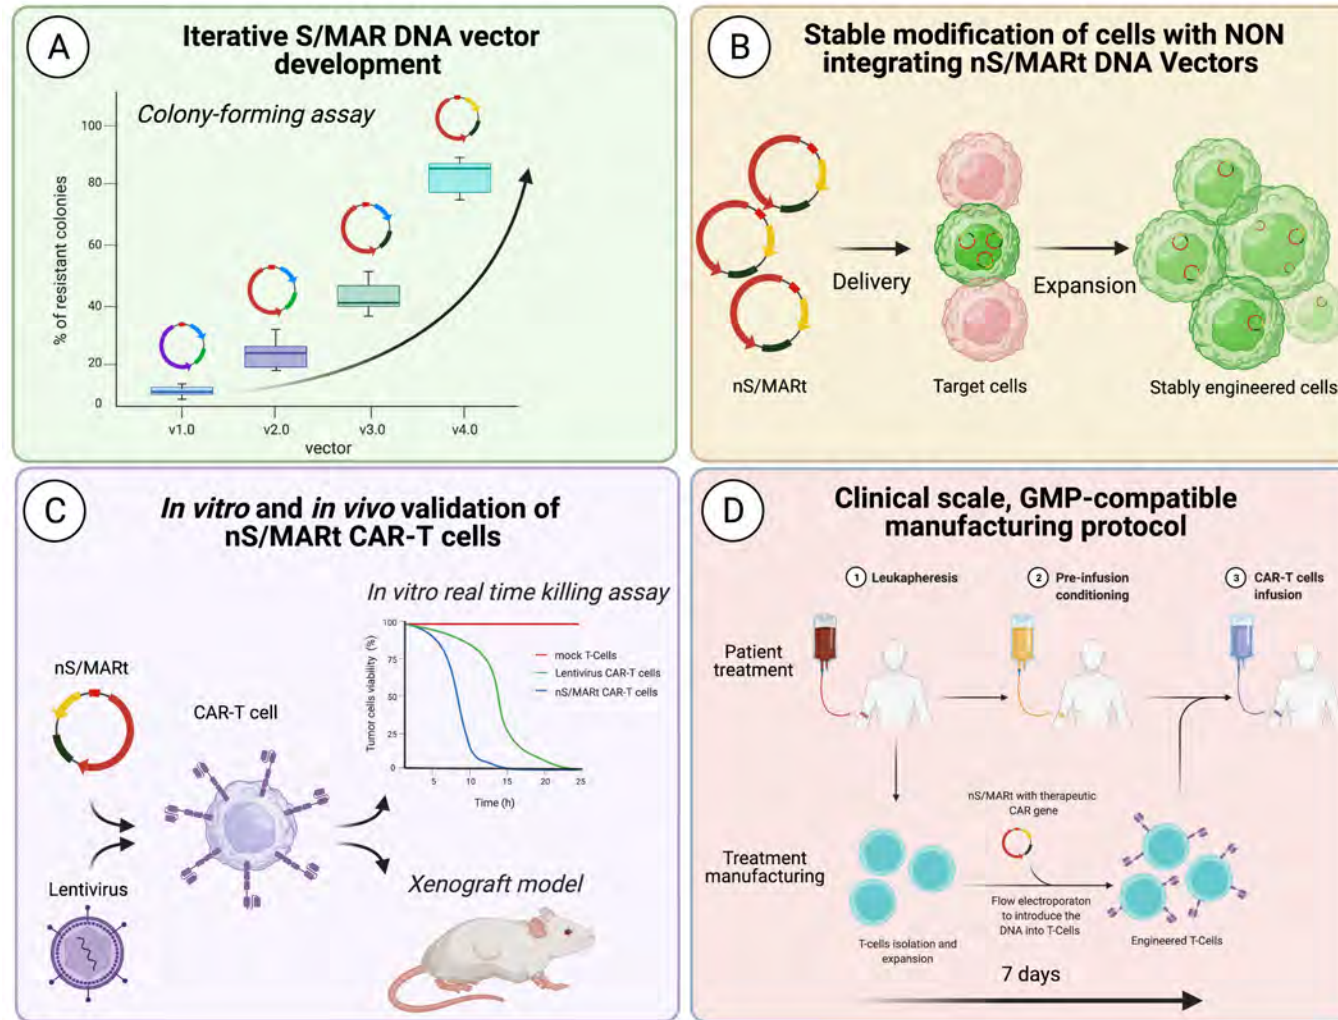 A
Iterative S/MAR DNA vector
development
Colony-forming assay
% of resistant colonies
100
80
60
40
20
0
v1.0
v2.0
v3.0
v4.0
vector
B
Stable modification of cells with NON
integrating nS/MARt DNA Vectors
Delivery
Expansion
nS/MARt
Target cells
Stably engineered cells
C
In vitro and in vivo validation of
nS/MARt CAR-T cells
In vitro real time killing assay
nS/MARt
CAR-T cell
Lentivirus
Tumor cells viability (%)
100
75
50
25
0
5
10
15
20
25
Time (h)
mock T-Cells
Lentivirus CAR-T cells
nS/MARt CAR-T cells
Xenograft model
D
Clinical scale, GMP-compatible
manufacturing protocol
1 Leukapheresis
2 Pre-infusion
conditioning
3 CAR-T cells
infusion
Patient
treatment
nS/MARt with therapeutic
CAR gene
Treatment
manufacturing
Flow electroporaton
to introduce the
DNA into T-Cells
T-cells isolation and
expansion
Engineered T-Cells
7 days